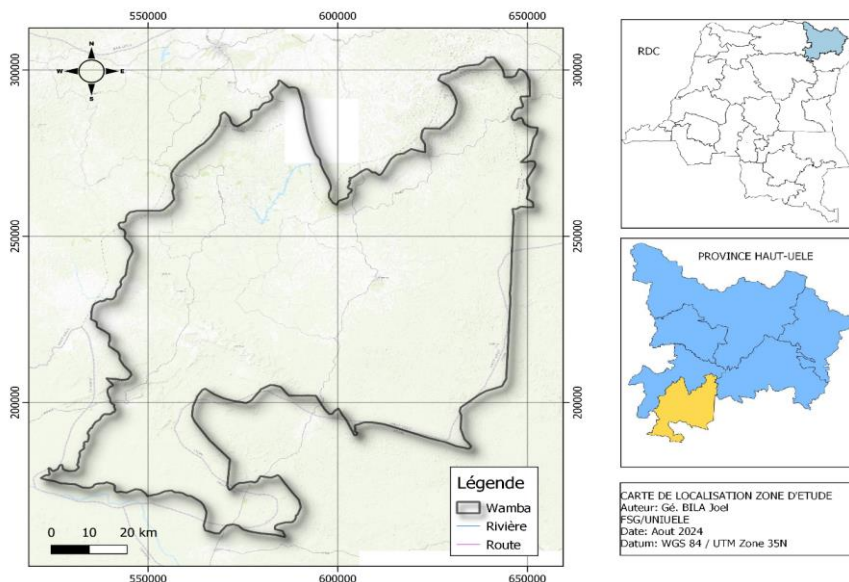 550000 600000 650000
300000
250000
200000
N
W E
S
Légende
Wamba
Rivière
Route
0 10 20 km
550000 600000 650000
300000
250000
200000
RDC
PROVINCE HAUT-UELE
CARTE DE LOCALISATION ZONE D'ETUDE
Auteur: Gé. BILA Joel
FSG/UNIUELE
Date: Aout 2024
Datum: WGS 84 / UTM Zone 35N